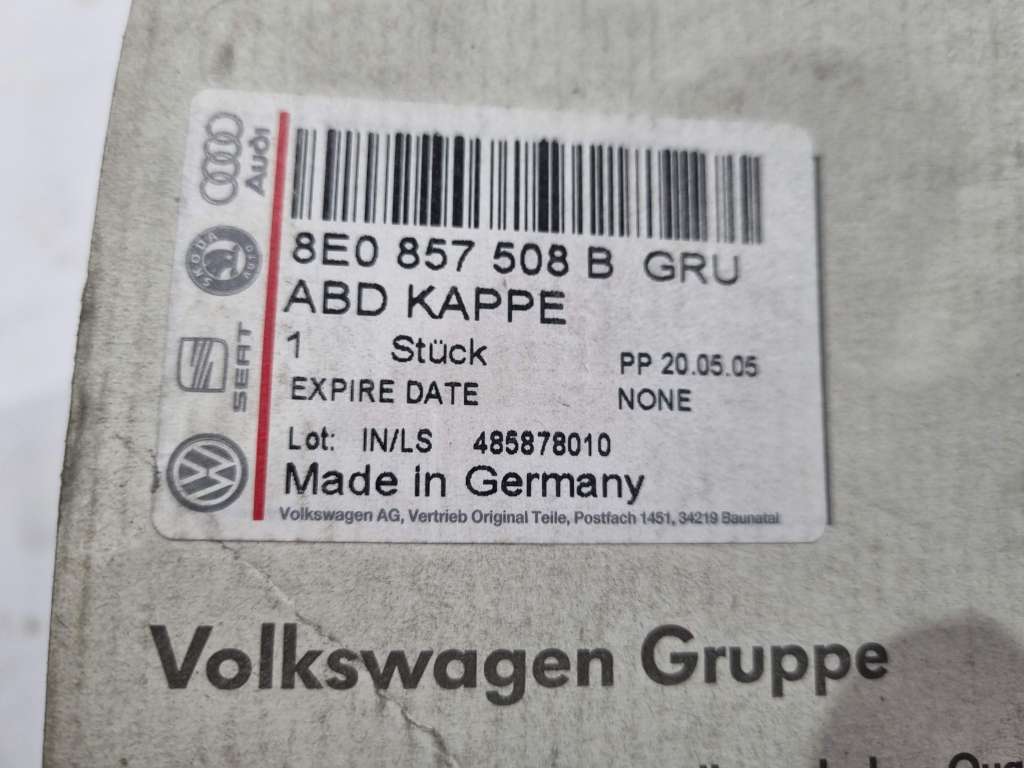 Audi
8E0 857 508 B GRU
ŠKODA AUTO
ABD KAPPE
1 Stück PP 20.05.05
SEAT
EXPIRE DATE NONE
Lot: IN/LS 485878010
Made in Germany
Volkswagen AG, Vertrieb Original Teile, Postfach 1451, 34219 Baunatal
Volkswagen Gruppe